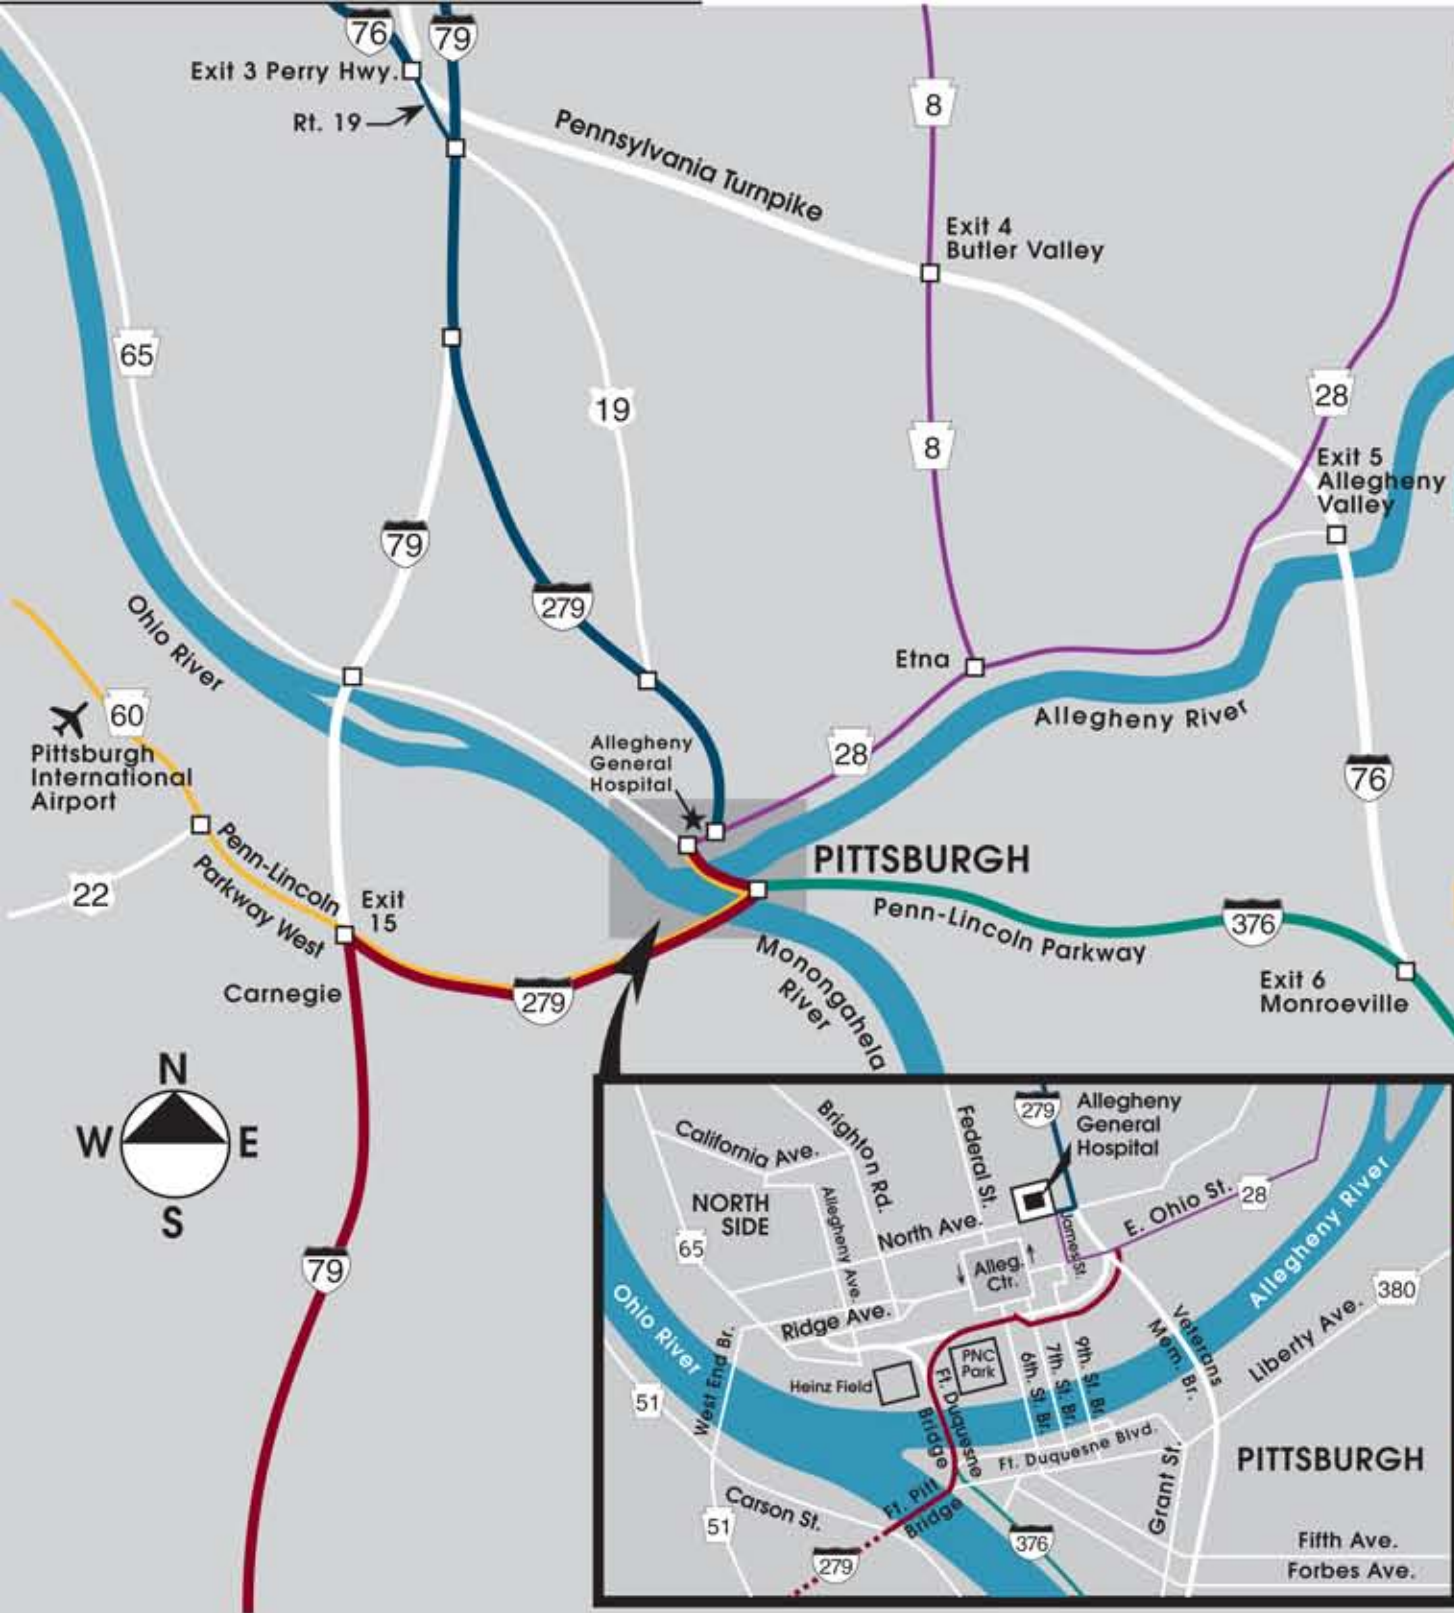 76
79
Exit 3 Perry Hwy.
Rt. 19
8
Pennsylvania Turnpike
Exit 4
Butler Valley
65
19
28
8
Exit 5
Allegheny
Valley
79
279
Ohio River
Etna
60
Allegheny River
Pittsburgh
International
Airport
Allegheny
General
Hospital
28
76
Penn-Lincoln
Parkway West
PITTSBURGH
22
Exit
15
Penn-Lincoln Parkway
376
Carnegie
279
Monongahela
River
Exit 6
Monroeville
N
W E
S
79
279
Allegheny
General
Hospital
California Ave.
Brighton Rd.
Federal St.
NORTH
SIDE
Allegheny Ave.
North Ave.
James St.
E. Ohio St.
28
Allegheny River
65
Alleg.
Ctr.
380
Ohio River
Ridge Ave.
Veterans
Mem. Br.
Liberty Ave.
West End Br.
Heinz Field
PNC
Park
6th. St. Br.
7th. St. Br.
9th. St. Br.
51
Ft. Duquesne
Bridge
Ft. Duquesne Blvd.
Grant St.
PITTSBURGH
Carson St.
51
Ft. Pitt
Bridge
376
279
Fifth Ave.
Forbes Ave.